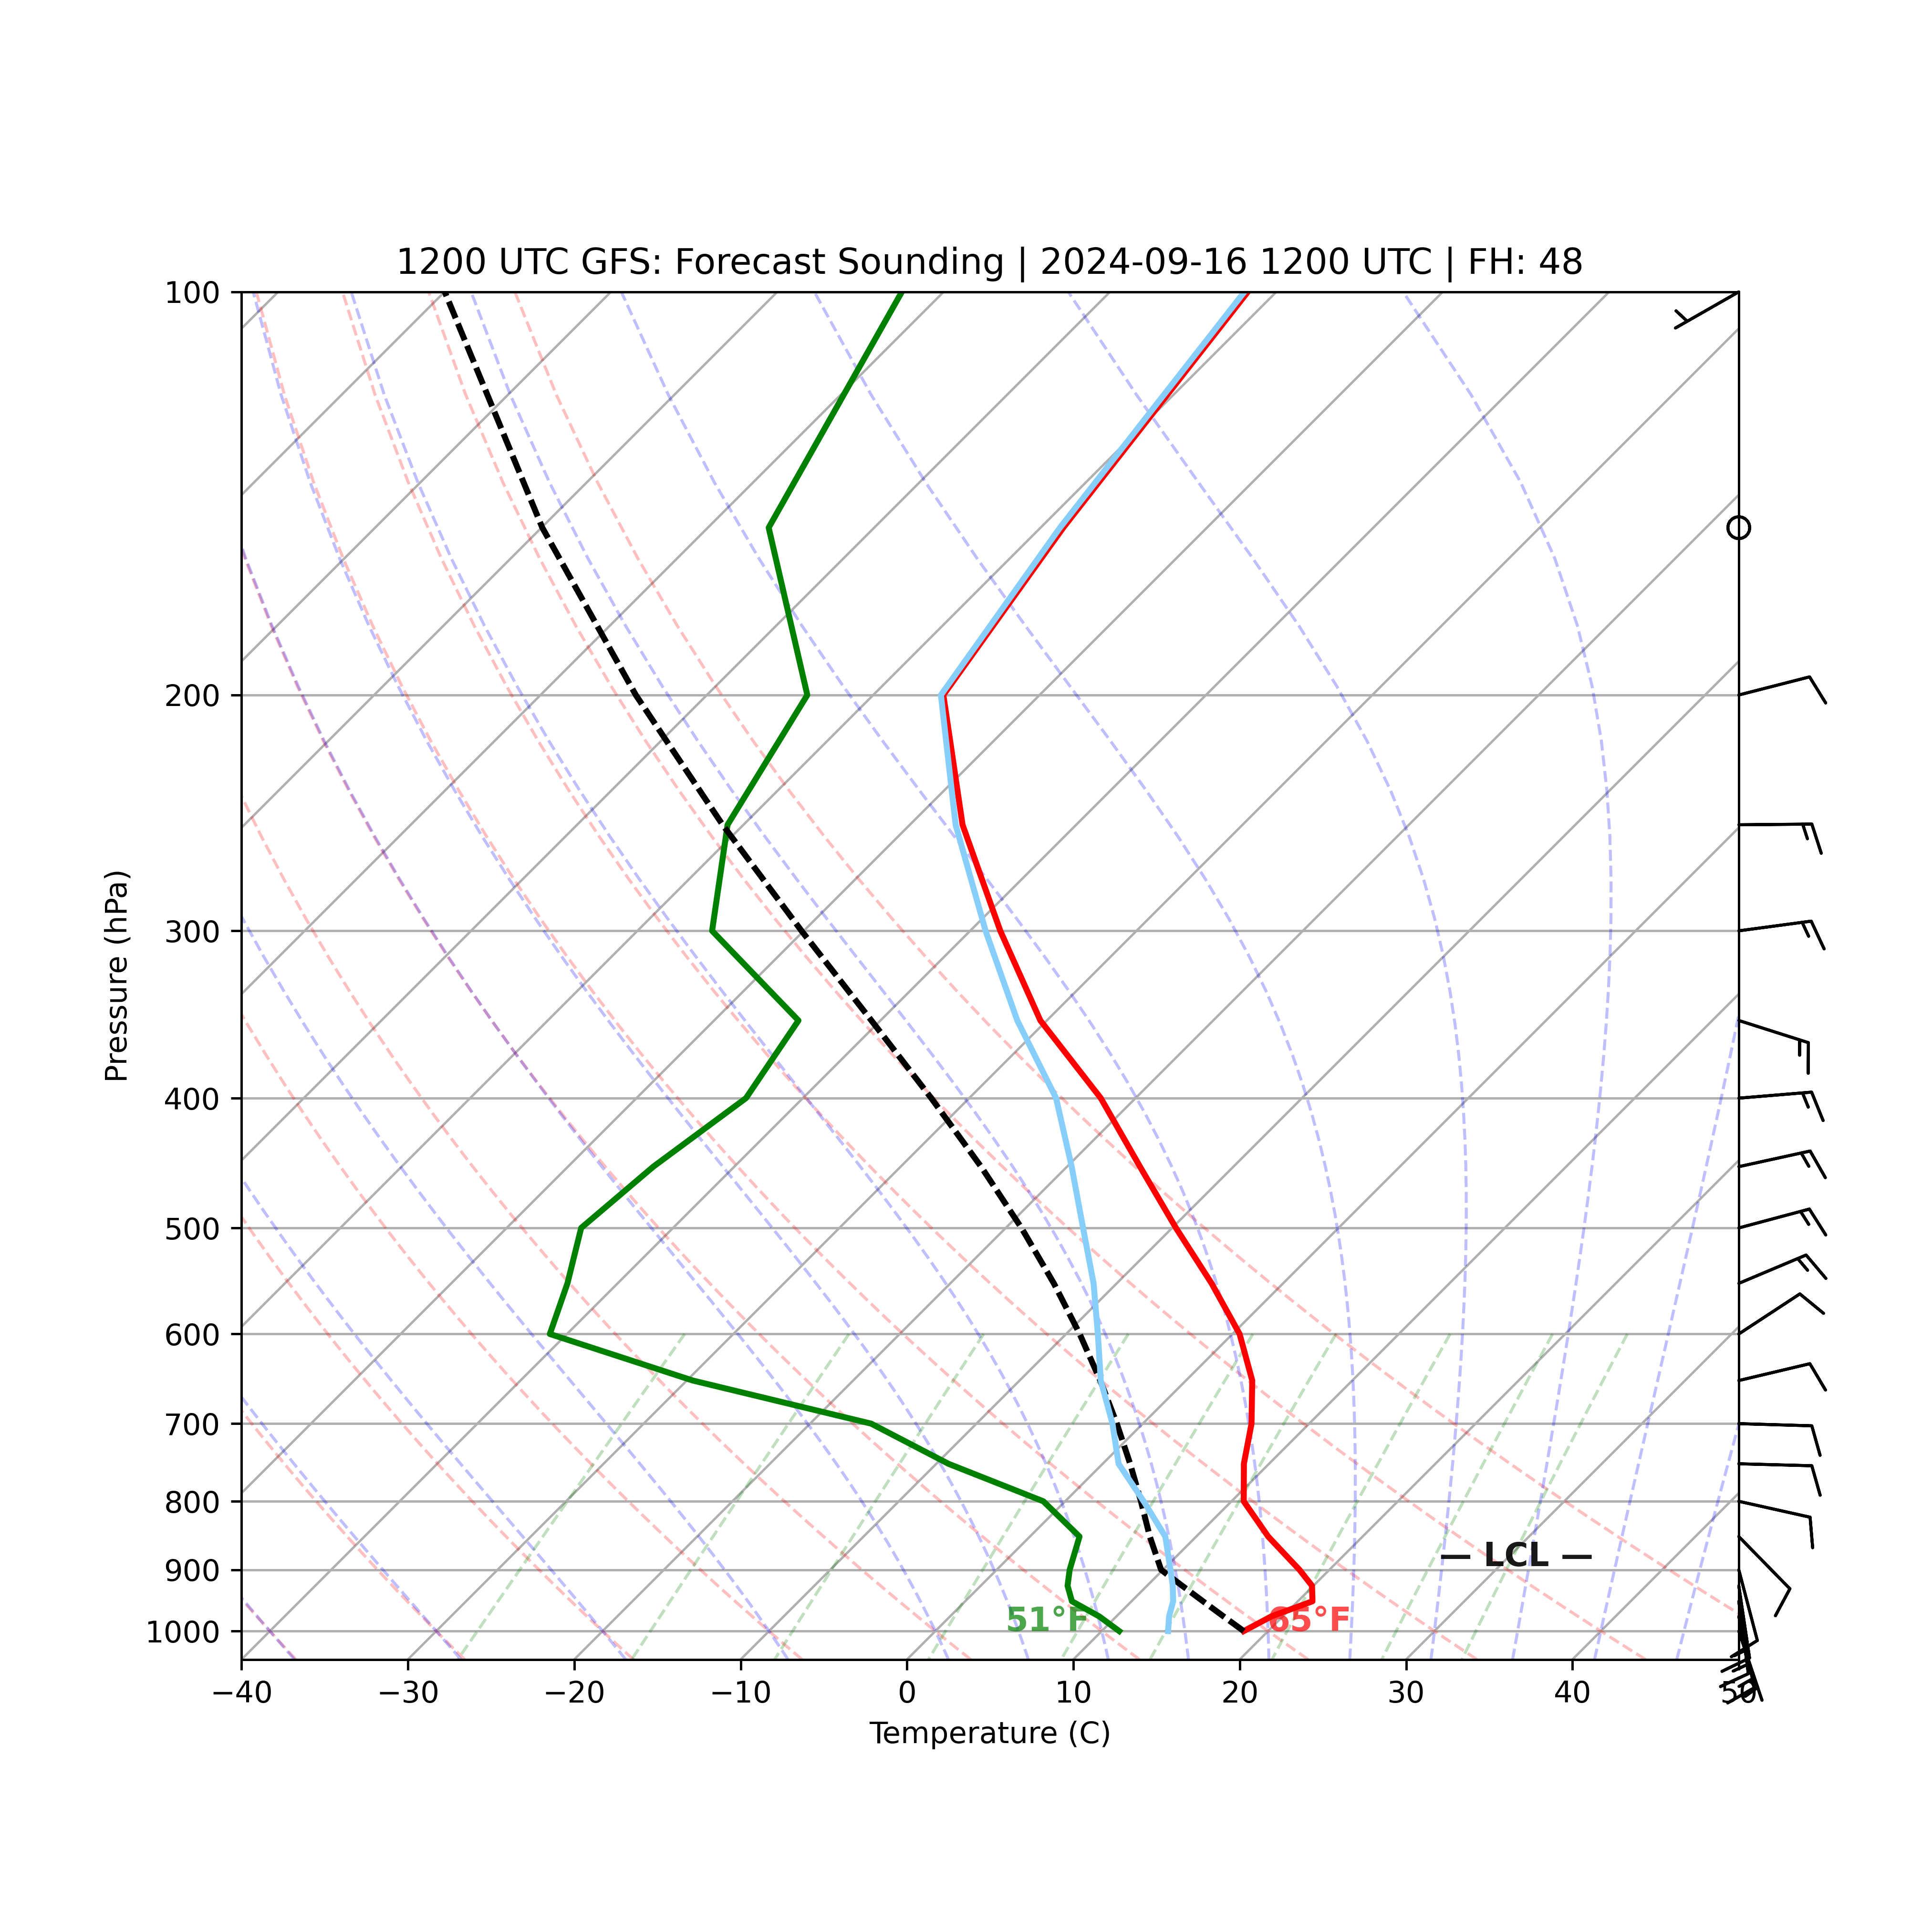 1200 UTC GFS: Forecast Sounding | 2024-09-16 1200 UTC | FH: 48
100
200
300
400
500
600
700
800
900
1000
Pressure (hPa)
— LCL —
51°F
65°F
−40 −30 −20 −10 0 10 20 30 40 50
Temperature (C)